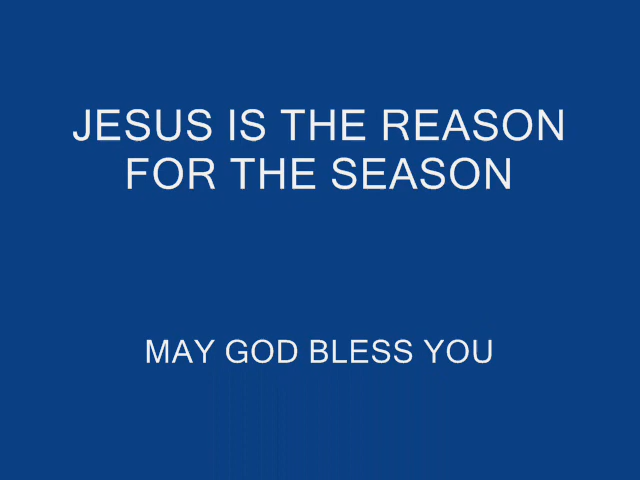 JESUS IS THE REASON
FOR THE SEASON
MAY GOD BLESS YOU